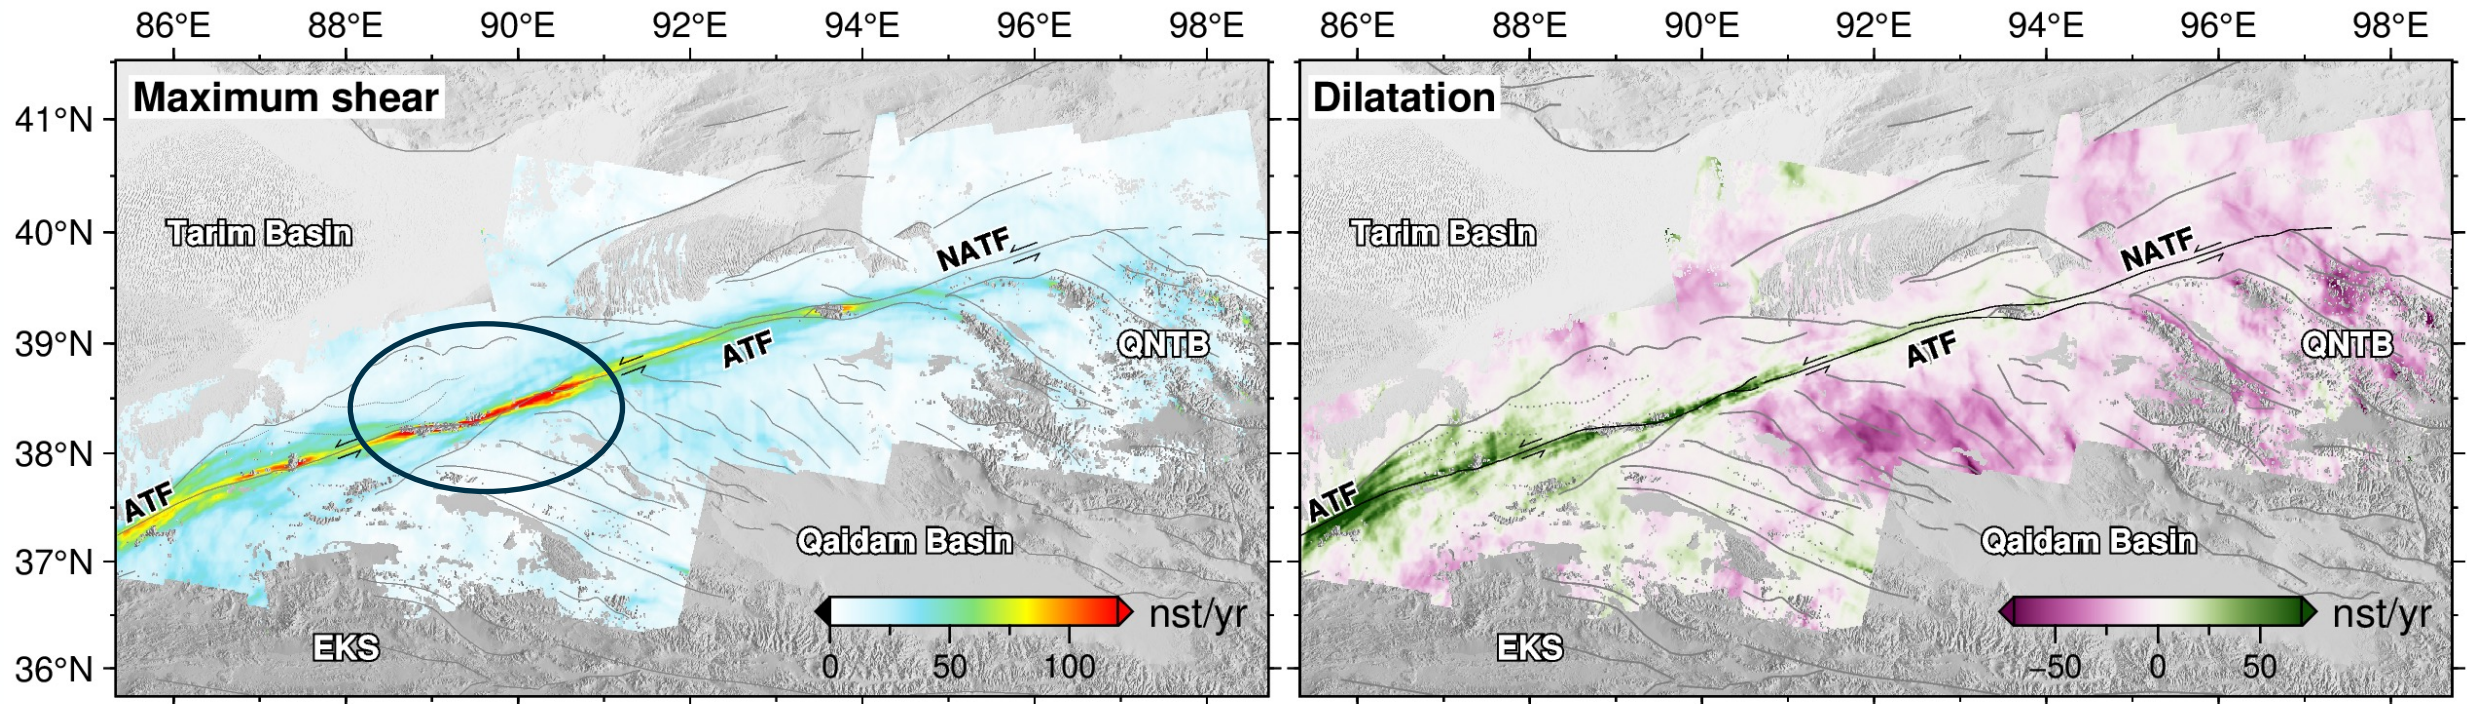 86°E 88°E 90°E 92°E 94°E 96°E 98°E
86°E 88°E 90°E 92°E 94°E 96°E 98°E
Maximum shear
Dilatation
41°N
40°N
39°N
38°N
37°N
36°N
Tarim Basin
NATF
ATF
QNTB
ATF
Qaidam Basin
EKS
nst/yr
0 50 100
Tarim Basin
NATF
ATF
QNTB
ATF
Qaidam Basin
EKS
nst/yr
−50 0 50